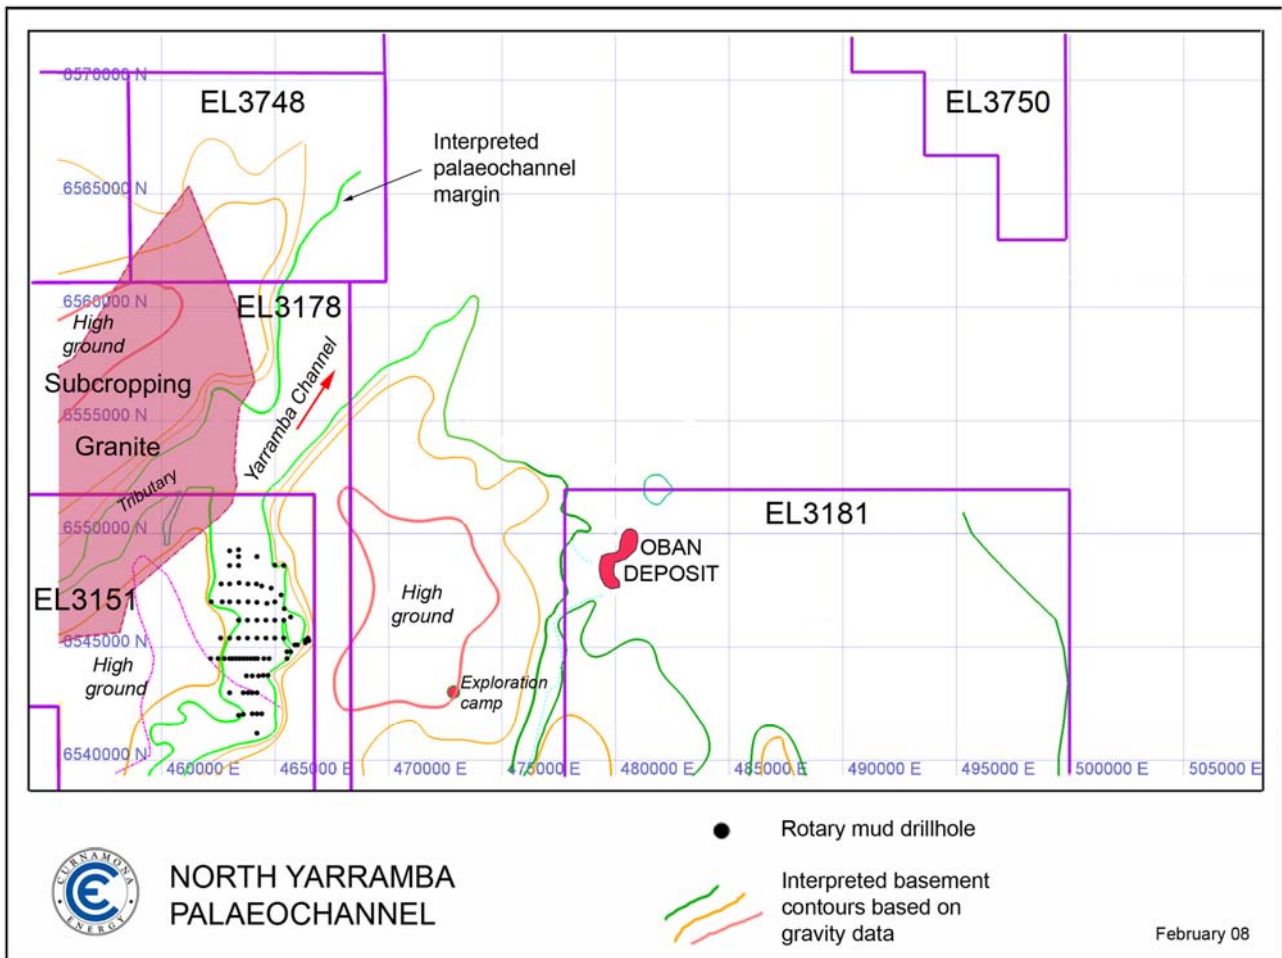 6570000 N
EL3748
EL3750
Interpreted
palaeochannel
margin
6565000 N
6560000 N
EL3178
High
ground
Subcropping
Yarramba Channel
6555000 N
Granite
Tributary
6550000 N
EL3181
OBAN
DEPOSIT
EL3151
High
ground
6545000 N
High
ground
Exploration
camp
6540000 N
460000 E
465000 E
470000 E
475000 E
480000 E
485000 E
490000 E
495000 E
500000 E
505000 E
CURNAMONA
ENERGY
NORTH YARRAMBA
PALAEOCHANNEL
Rotary mud drillhole
Interpreted basement
contours based on
gravity data
February 08